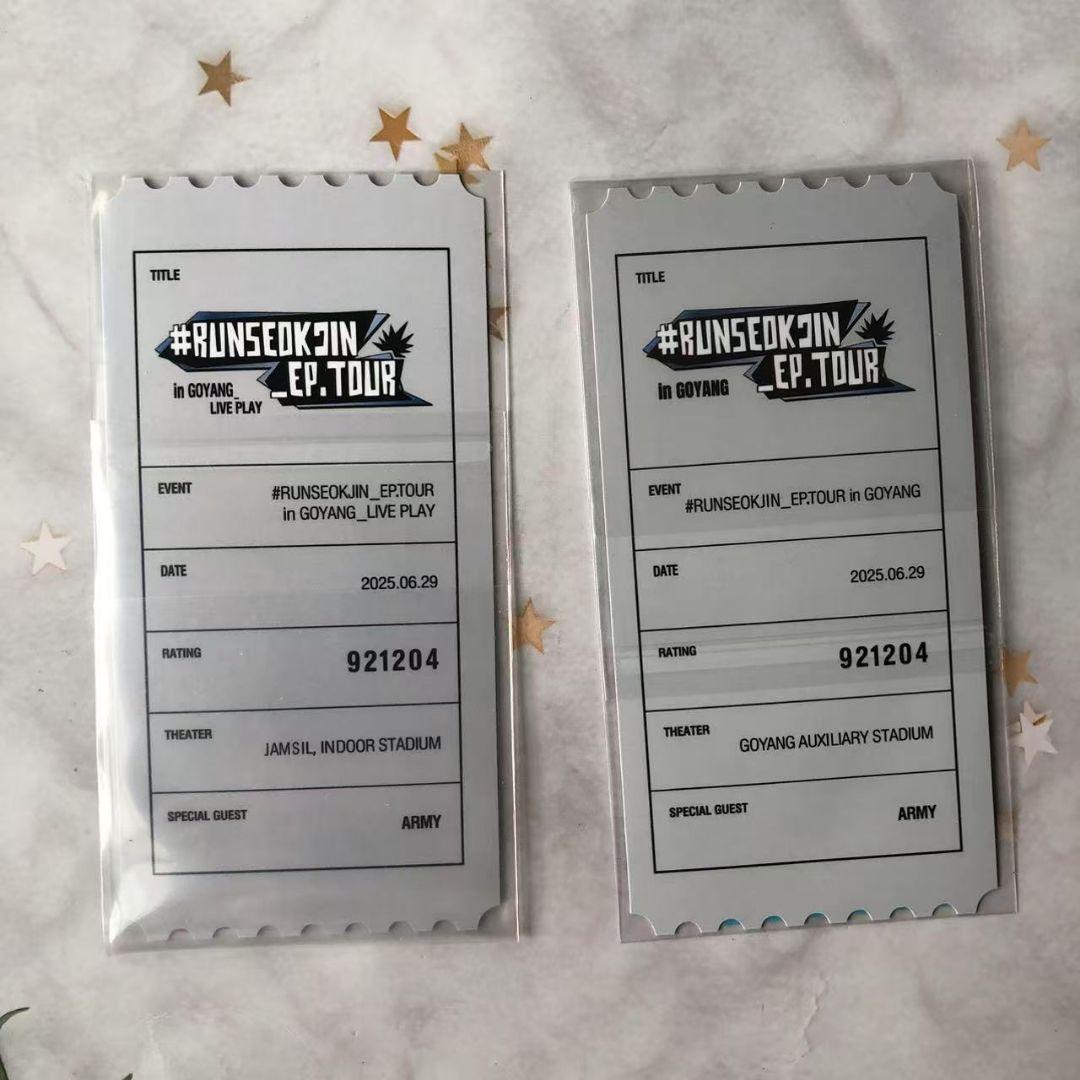 TITLE
#RUNSEOKJIN
_EP.TOUR
in GOYANG_
LIVE PLAY
EVENT
#RUNSEOKJIN_EP.TOUR
in GOYANG_LIVE PLAY
DATE
2025.06.29
RATING
921204
THEATER
JAMSIL, INDOOR STADIUM
SPECIAL GUEST
ARMY
TITLE
#RUNSEOKJIN
_EP.TOUR
in GOYANG
EVENT
#RUNSEOKJIN_EP.TOUR in GOYANG
DATE
2025.06.29
RATING
921204
THEATER
GOYANG AUXILIARY STADIUM
SPECIAL GUEST
ARMY